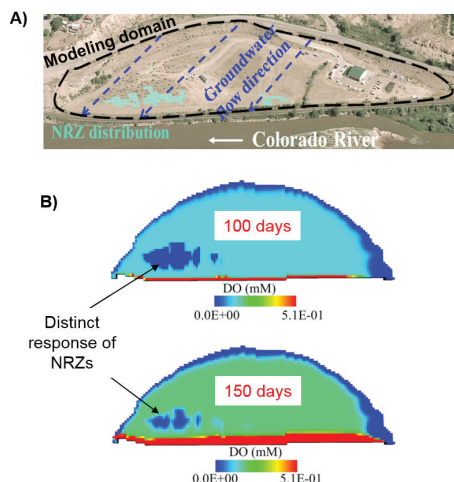 A)
Modeling domain
Groundwater
flow direction
NRZ distribution
Colorado River
B)
100 days
DO (mM)
0.0E+00 5.1E-01
Distinct
response of
NRZs
150 days
DO (mM)
0.0E+00 5.1E-01